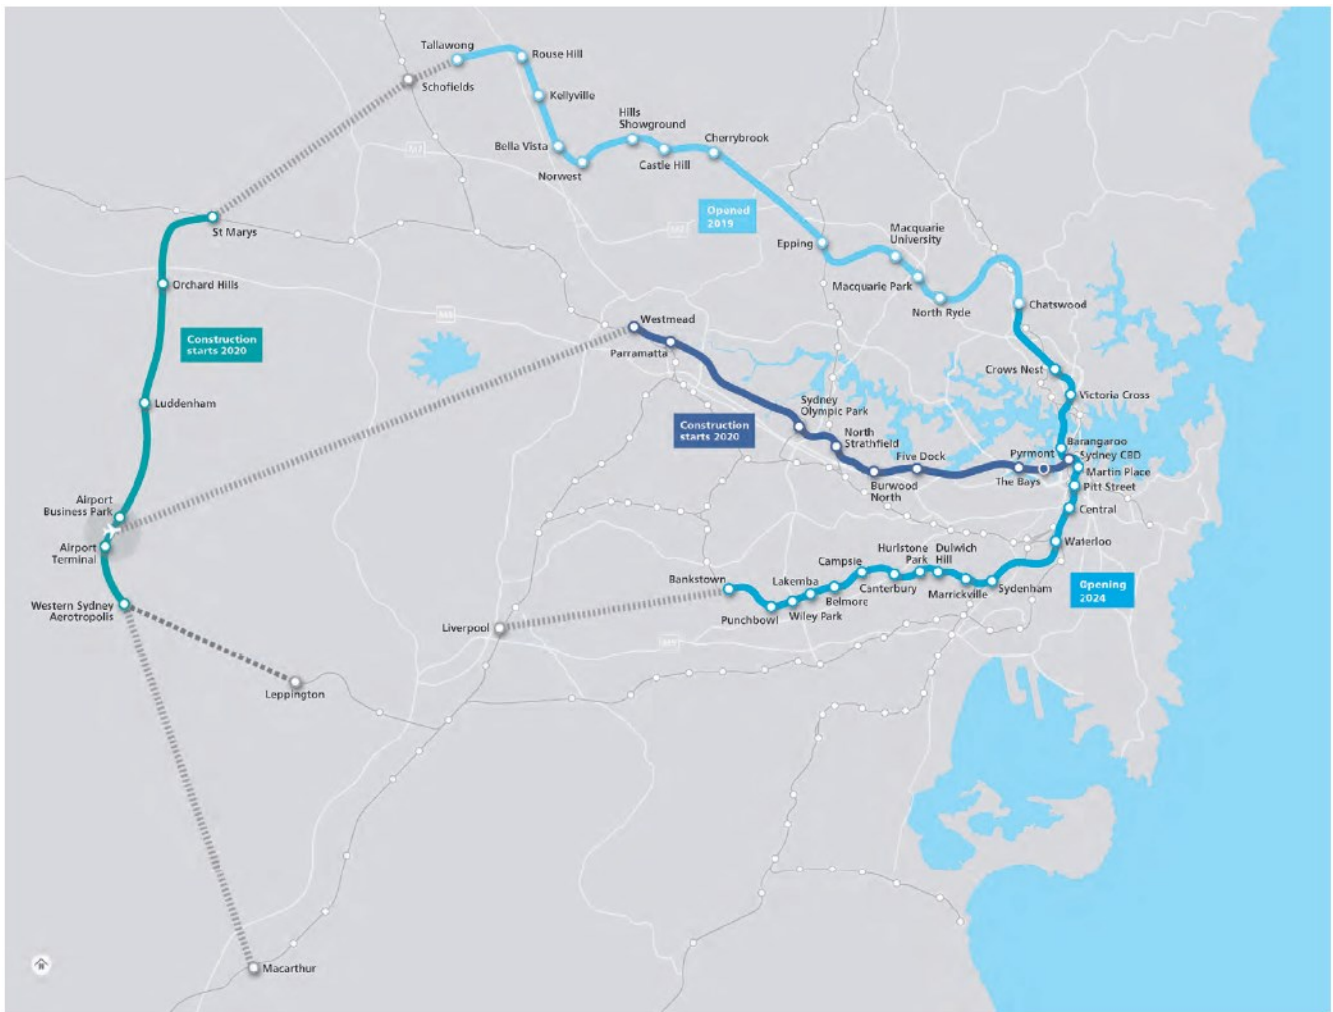 Tallawong
Rouse Hill
Schofields
Kellyville
Hills
Showground
Cherrybrook
Bella Vista
Castle Hill
Norwest
M7
St Marys
Opened
2019
M2
Epping
Macquarie
University
Macquarie Park
North Ryde
Chatswood
Orchard Hills
M4
Westmead
Parramatta
Construction
starts 2020
Crows Nest
Victoria Cross
Luddenham
Sydney
Olympic Park
Construction
starts 2020
North
Strathfield
Five Dock
Burwood
North
Pyrmont
The Bays
Barangaroo
Sydney CBD
Martin Place
Pitt Street
Central
Waterloo
Airport
Business Park
Airport
Terminal
Western Sydney
Aerotropolis
Bankstown
Punchbowl
Lakemba
Wiley Park
Campsie
Belmore
Hurlstone
Park
Canterbury
Dulwich
Hill
Marrickville
Sydenham
Opening
2024
Liverpool
M5
Leppington
Macarthur